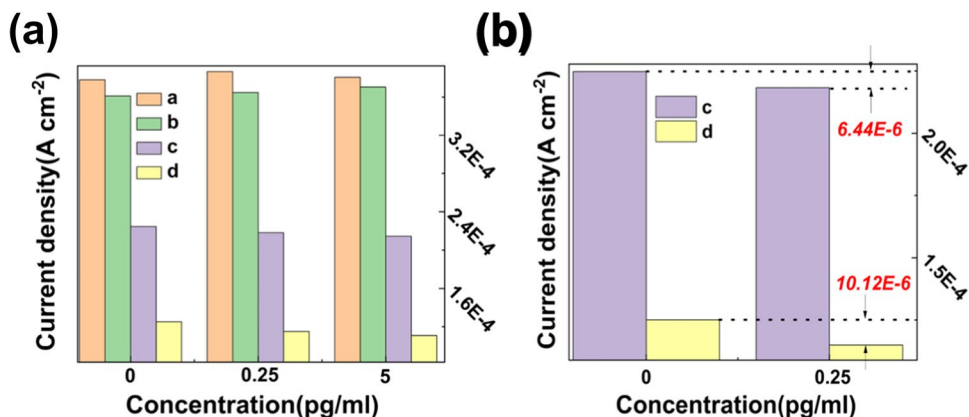 (a)
Current density(A cm-2)
a
b
c
d
3.2E-4
2.4E-4
1.6E-4
0 0.25 5
Concentration(pg/ml)
(b)
Current density(A cm-2)
c
d
6.44E-6
10.12E-6
2.0E-4
1.5E-4
0 0.25
Concentration(pg/ml)